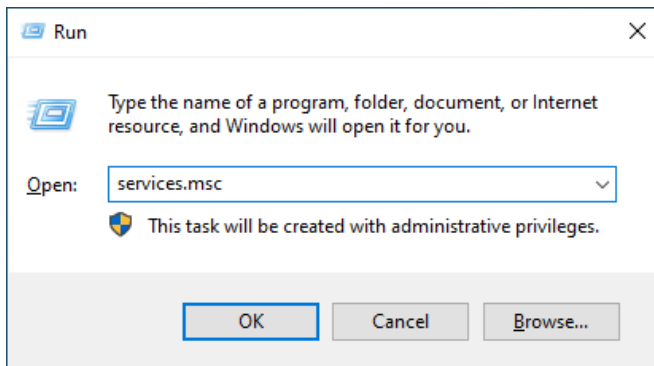 Run
Type the name of a program, folder, document, or Internet
resource, and Windows will open it for you.
Open: services.msc
This task will be created with administrative privileges.
OK Cancel Browse...